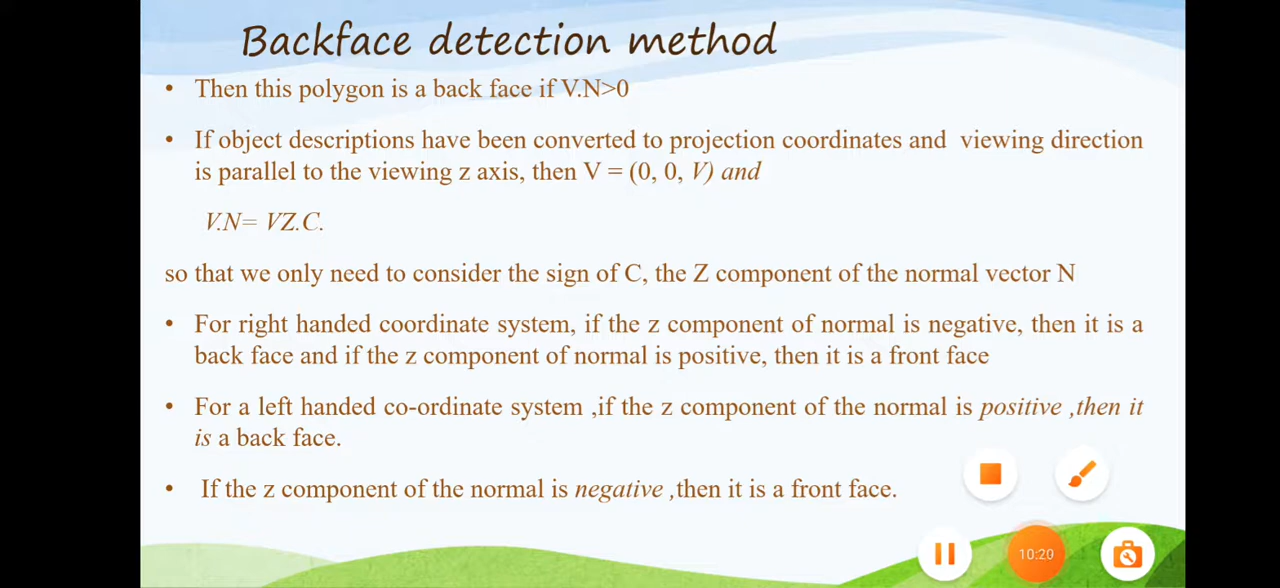 Backface detection method
• Then this polygon is a back face if V.N>0
• If object descriptions have been converted to projection coordinates and viewing direction
is parallel to the viewing z axis, then V = (0, 0, V) and
V.N= VZ.C.
so that we only need to consider the sign of C, the Z component of the normal vector N
• For right handed coordinate system, if the z component of normal is negative, then it is a
back face and if the z component of normal is positive, then it is a front face
• For a left handed co-ordinate system ,if the z component of the normal is positive ,then it
is a back face.
• If the z component of the normal is negative ,then it is a front face.
10:20